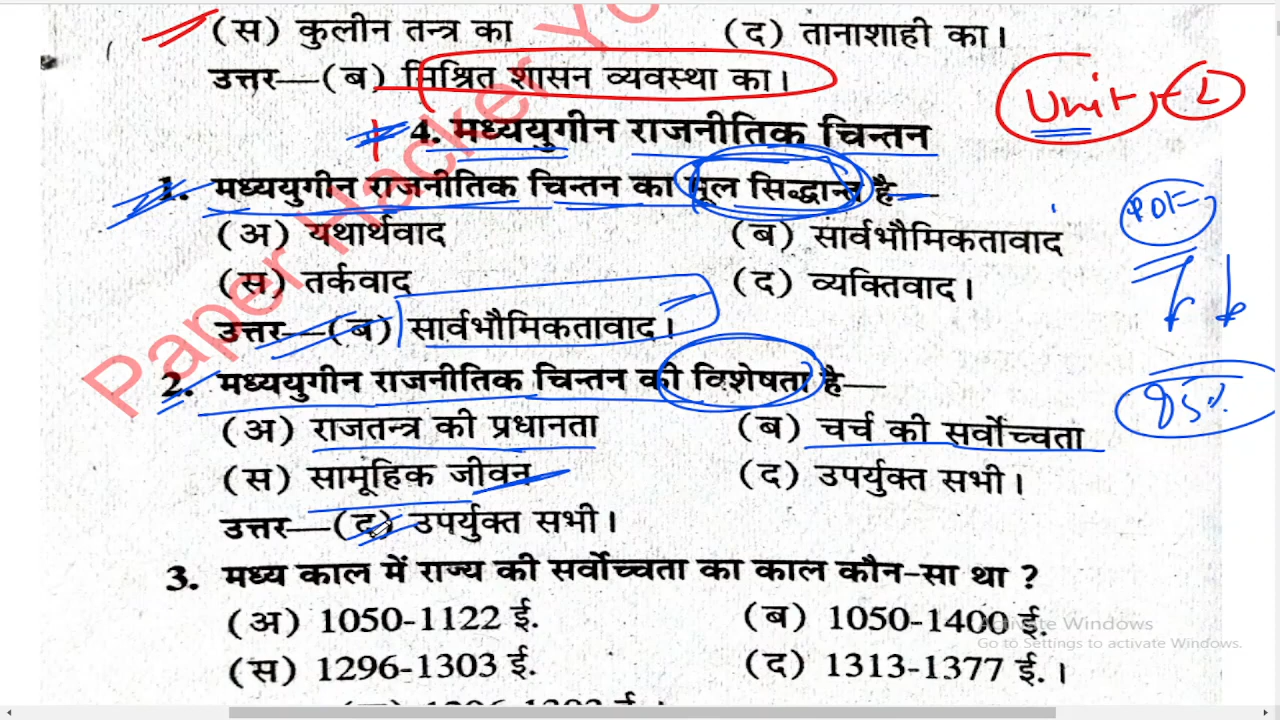 (स) कुलीन तन्त्र का (द) तानाशाही का।
उत्तर—(ब) मिश्रित शासन व्यवस्था का।
Unit-2
4. मध्ययुगीन राजनीतिक चिन्तन
1. मध्ययुगीन राजनीतिक चिन्तन का मूल सिद्धान्त है—
(अ) यथार्थवाद (ब) सार्वभौमिकतावाद
PDF
(स) तर्कवाद (द) व्यक्तिवाद।
उत्तर—(ब) सार्वभौमिकतावाद।
2. मध्ययुगीन राजनीतिक चिन्तन की विशेषता है—
85%
(अ) राजतन्त्र की प्रधानता (ब) चर्च की सर्वोच्चता
(स) सामूहिक जीवन (द) उपर्युक्त सभी।
उत्तर—(द) उपर्युक्त सभी।
3. मध्य काल में राज्य की सर्वोच्चता का काल कौन-सा था ?
(अ) 1050-1122 ई. (ब) 1050-1400 ई.
(स) 1296-1303 ई. (द) 1313-1377 ई.।
Paper Hacker
Activate Windows
Go to Settings to activate Windows.